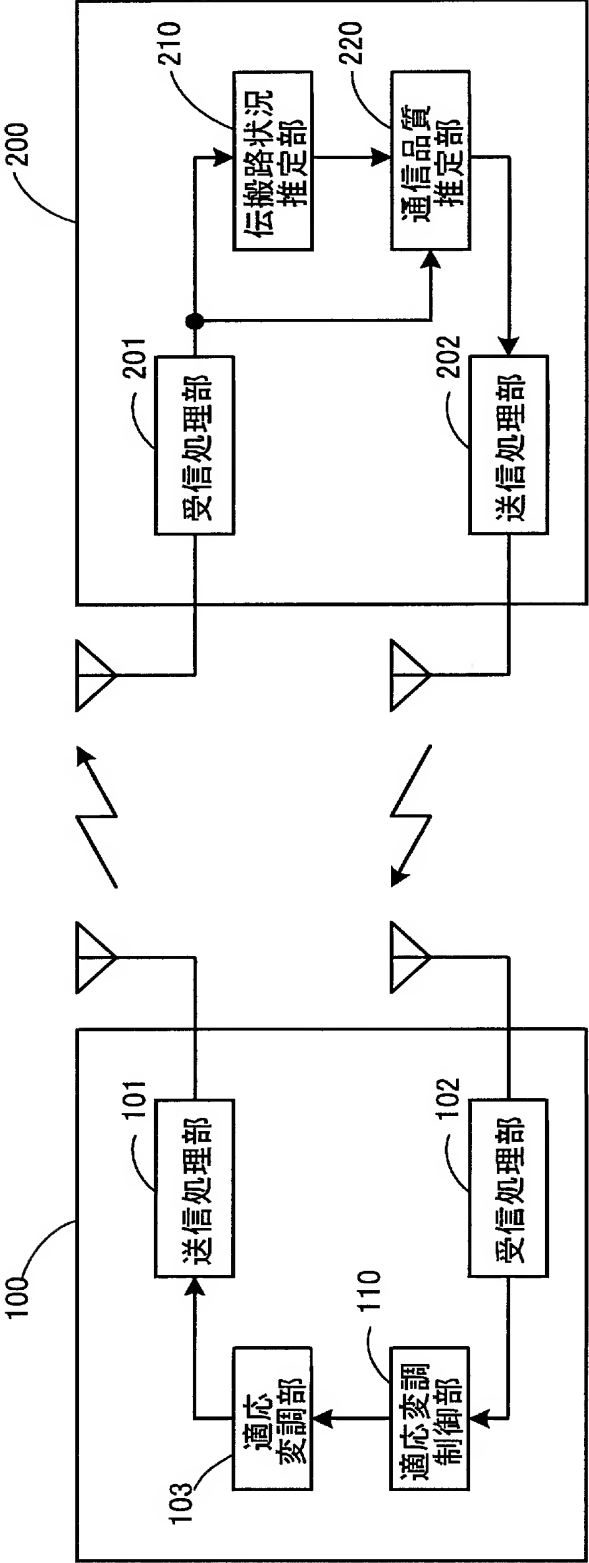 100
101
送信処理部
103
適応
変調部
110
適応変調
制御部
102
受信処理部
200
201
受信処理部
210
伝搬路状況
推定部
220
通信品質
推定部
202
送信処理部